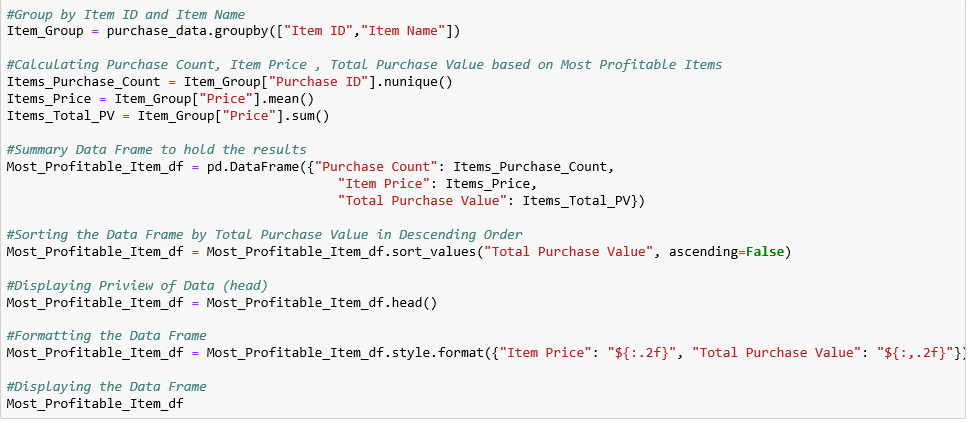 #Group by Item ID and Item Name
Item_Group = purchase_data.groupby(["Item ID","Item Name"])
#Calculating Purchase Count, Item Price , Total Purchase Value based on Most Profitable Items
Items_Purchase_Count = Item_Group["Purchase ID"].nunique()
Items_Price = Item_Group["Price"].mean()
Items_Total_PV = Item_Group["Price"].sum()
#Summary Data Frame to hold the results
Most_Profitable_Item_df = pd.DataFrame({"Purchase Count": Items_Purchase_Count,
"Item Price": Items_Price,
"Total Purchase Value": Items_Total_PV})
#Sorting the Data Frame by Total Purchase Value in Descending Order
Most_Profitable_Item_df = Most_Profitable_Item_df.sort_values("Total Purchase Value", ascending=False)
#Displaying Priview of Data (head)
Most_Profitable_Item_df = Most_Profitable_Item_df.head()
#Formatting the Data Frame
Most_Profitable_Item_df = Most_Profitable_Item_df.style.format({"Item Price": "${:.2f}", "Total Purchase Value": "${:,.2f}"})
#Displaying the Data Frame
Most_Profitable_Item_df